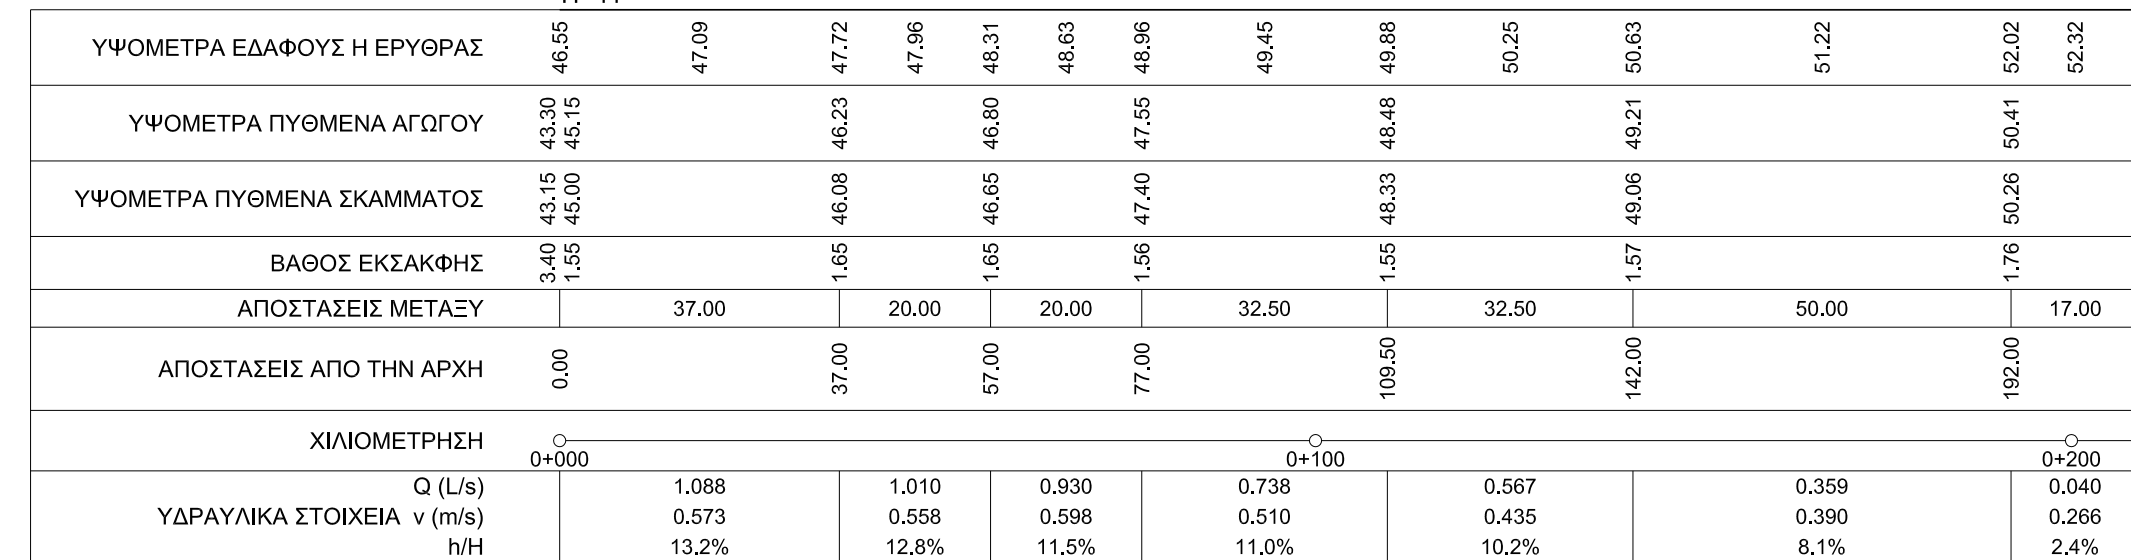 ΥΨΟΜΕΤΡΑ ΕΔΑΦΟΥΣ Η ΕΡΥΘΡΑΣ 46.55 47.09 47.72 47.96 48.31 48.63 48.96 49.45 49.88 50.25 50.63 51.22 52.02 52.32
ΥΨΟΜΕΤΡΑ ΠΥΘΜΕΝΑ ΑΓΩΓΟΥ 43.30 45.15 46.23 46.80 47.55 48.48 49.21 50.41
ΥΨΟΜΕΤΡΑ ΠΥΘΜΕΝΑ ΣΚΑΜΜΑΤΟΣ 43.15 45.00 46.08 46.65 47.40 48.33 49.06 50.26
ΒΑΘΟΣ ΕΚΣΑΚΦΗΣ 3.40 1.55 1.65 1.65 1.56 1.55 1.57 1.76
ΑΠΟΣΤΑΣΕΙΣ ΜΕΤΑΞΥ 37.00 20.00 20.00 32.50 32.50 50.00 17.00
ΑΠΟΣΤΑΣΕΙΣ ΑΠΟ ΤΗΝ ΑΡΧΗ 0.00 37.00 57.00 77.00 109.50 142.00 192.00
ΧΙΛΙΟΜΕΤΡΗΣΗ
0+000 0+100 0+200
Q (L/s) 1.088 1.010 0.930 0.738 0.567 0.359 0.040
ΥΔΡΑΥΛΙΚΑ ΣΤΟΙΧΕΙΑ v (m/s) 0.573 0.558 0.598 0.510 0.435 0.390 0.266
h/H 13.2% 12.8% 11.5% 11.0% 10.2% 8.1% 2.4%